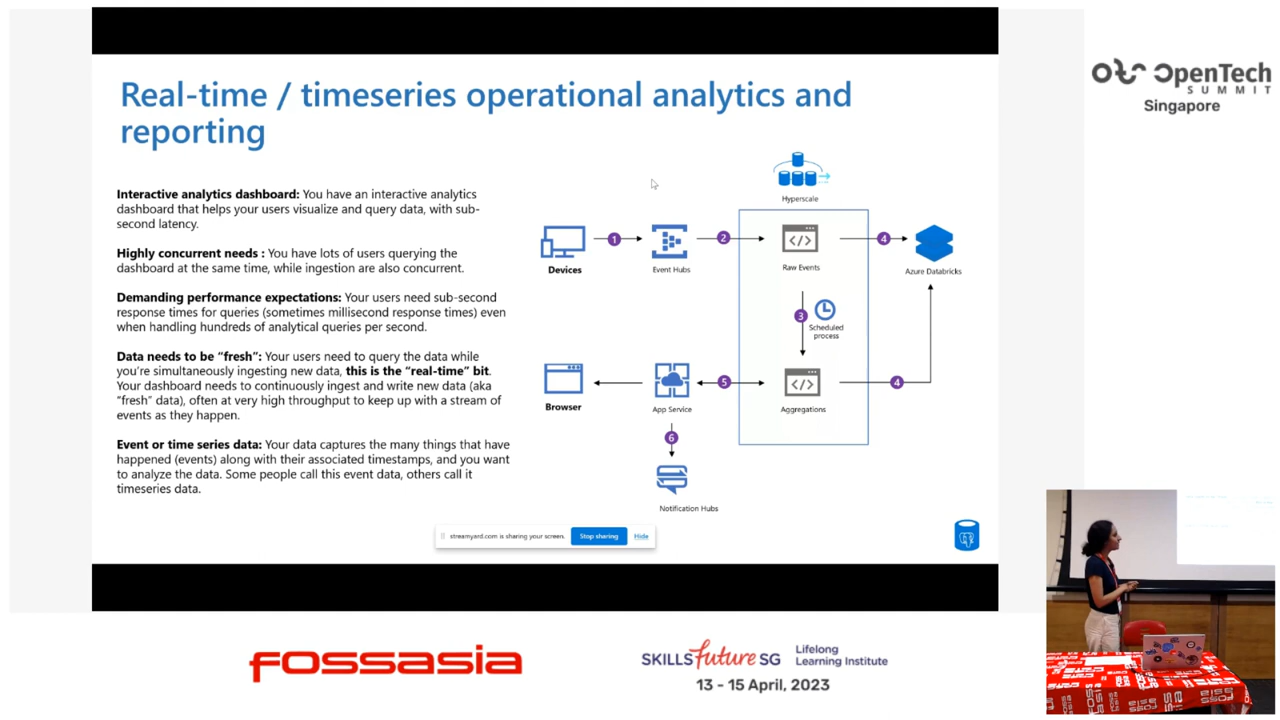 Real-time / timeseries operational analytics and
reporting
Interactive analytics dashboard: You have an interactive analytics
dashboard that helps your users visualize and query data, with sub-
second latency.
Highly concurrent needs : You have lots of users querying the
dashboard at the same time, while ingestion are also concurrent.
Demanding performance expectations: Your users need sub-second
response times for queries (sometimes millisecond response times) even
when handling hundreds of analytical queries per second.
Data needs to be “fresh”: Your users need to query the data while
you're simultaneously ingesting new data, this is the “real-time” bit.
Your dashboard needs to continuously ingest and write new data (aka
“fresh” data), often at very high throughput to keep up with a stream of
events as they happen.
Event or time series data: Your data captures the many things that have
happened (events) along with their associated timestamps, and you want
to analyze the data. Some people call this event data, others call it
timeseries data.
Hyperscale
1
2
4
Devices
Event Hubs
Raw Events
Azure Databricks
3
Scheduled
process
5
4
Browser
App Service
Aggregations
6
Notification Hubs
streamyard.com is sharing your screen.
Stop sharing
Hide
OpenTech
SUMMIT
Singapore
FOSSASIA
SKILLS future SG
Lifelong
Learning Institute
13 - 15 April, 2023